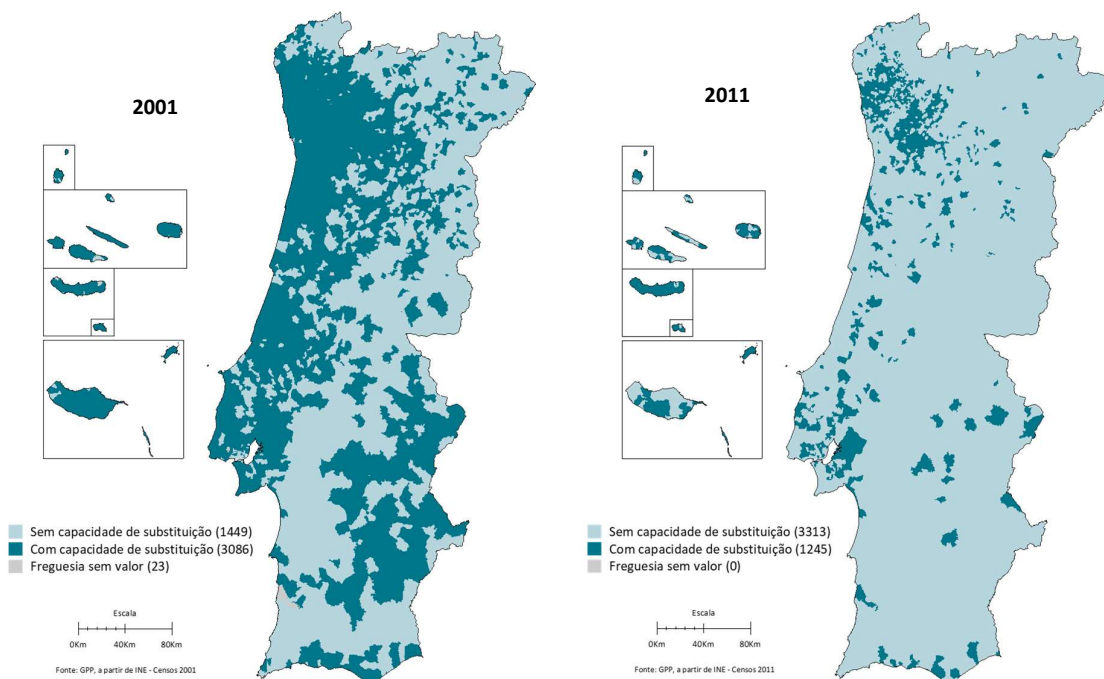 2001
Sem capacidade de substituição (1449)
Com capacidade de substituição (3086)
Freguesia sem valor (23)
Escala
0Km 40Km 80Km
Fonte: GPP, a partir de INE - Censos 2001
2011
Sem capacidade de substituição (3313)
Com capacidade de substituição (1245)
Freguesia sem valor (0)
Escala
0Km 40Km 80Km
Fonte: GPP, a partir de INE - Censos 2011